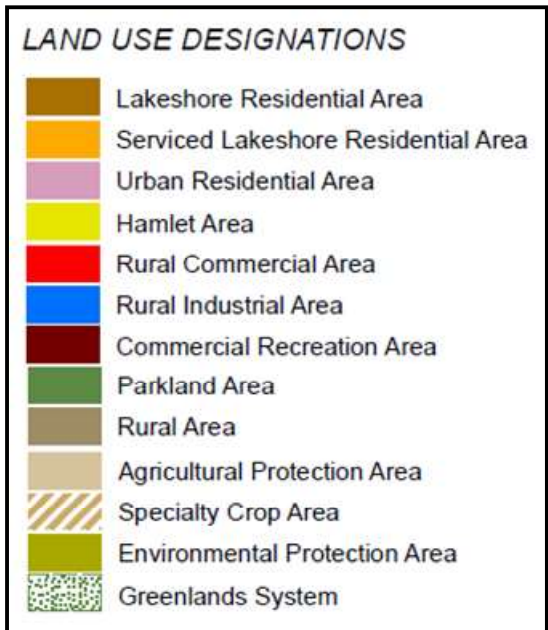 LAND USE DESIGNATIONS
Lakeshore Residential Area
Serviced Lakeshore Residential Area
Urban Residential Area
Hamlet Area
Rural Commercial Area
Rural Industrial Area
Commercial Recreation Area
Parkland Area
Rural Area
Agricultural Protection Area
Specialty Crop Area
Environmental Protection Area
Greenlands System